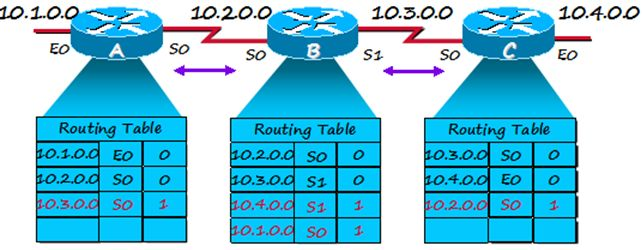 10.1.0.0 10.2.0.0 10.3.0.0 10.4.0.0
A B C
E0 S0 S0 S1 S0 E0
Routing Table
10.1.0.0 E0 0
10.2.0.0 S0 0
10.3.0.0 S0 1
Routing Table
10.2.0.0 S0 0
10.3.0.0 S1 0
10.4.0.0 S1 1
10.1.0.0 S0 1
Routing Table
10.3.0.0 S0 0
10.4.0.0 E0 0
10.2.0.0 S0 1